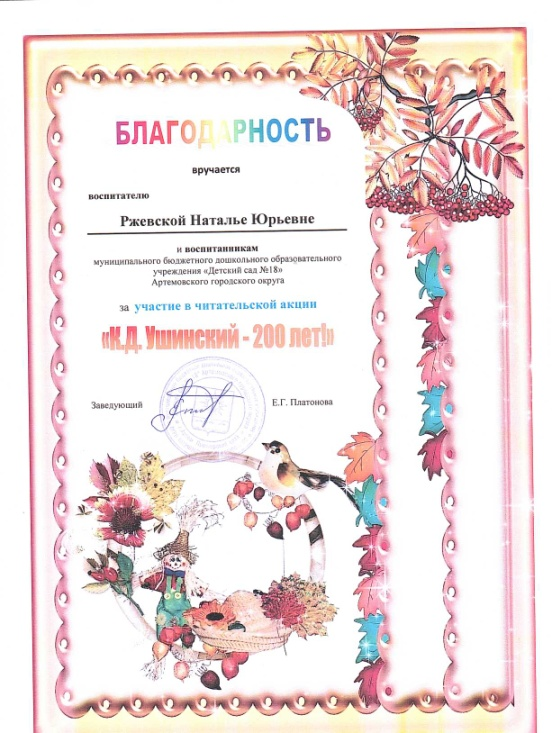 БЛАГОДАРНОСТЬ
вручается
воспитателю
Ржевской Наталье Юрьевне
и воспитанникам
муниципального бюджетного дошкольного образовательного
учреждения «Детский сад №18»
Артемовского городского округа
за участие в читательской акции
«К.Д. Ушинский - 200 лет!»
Заведующий
Е.Г. Платонова